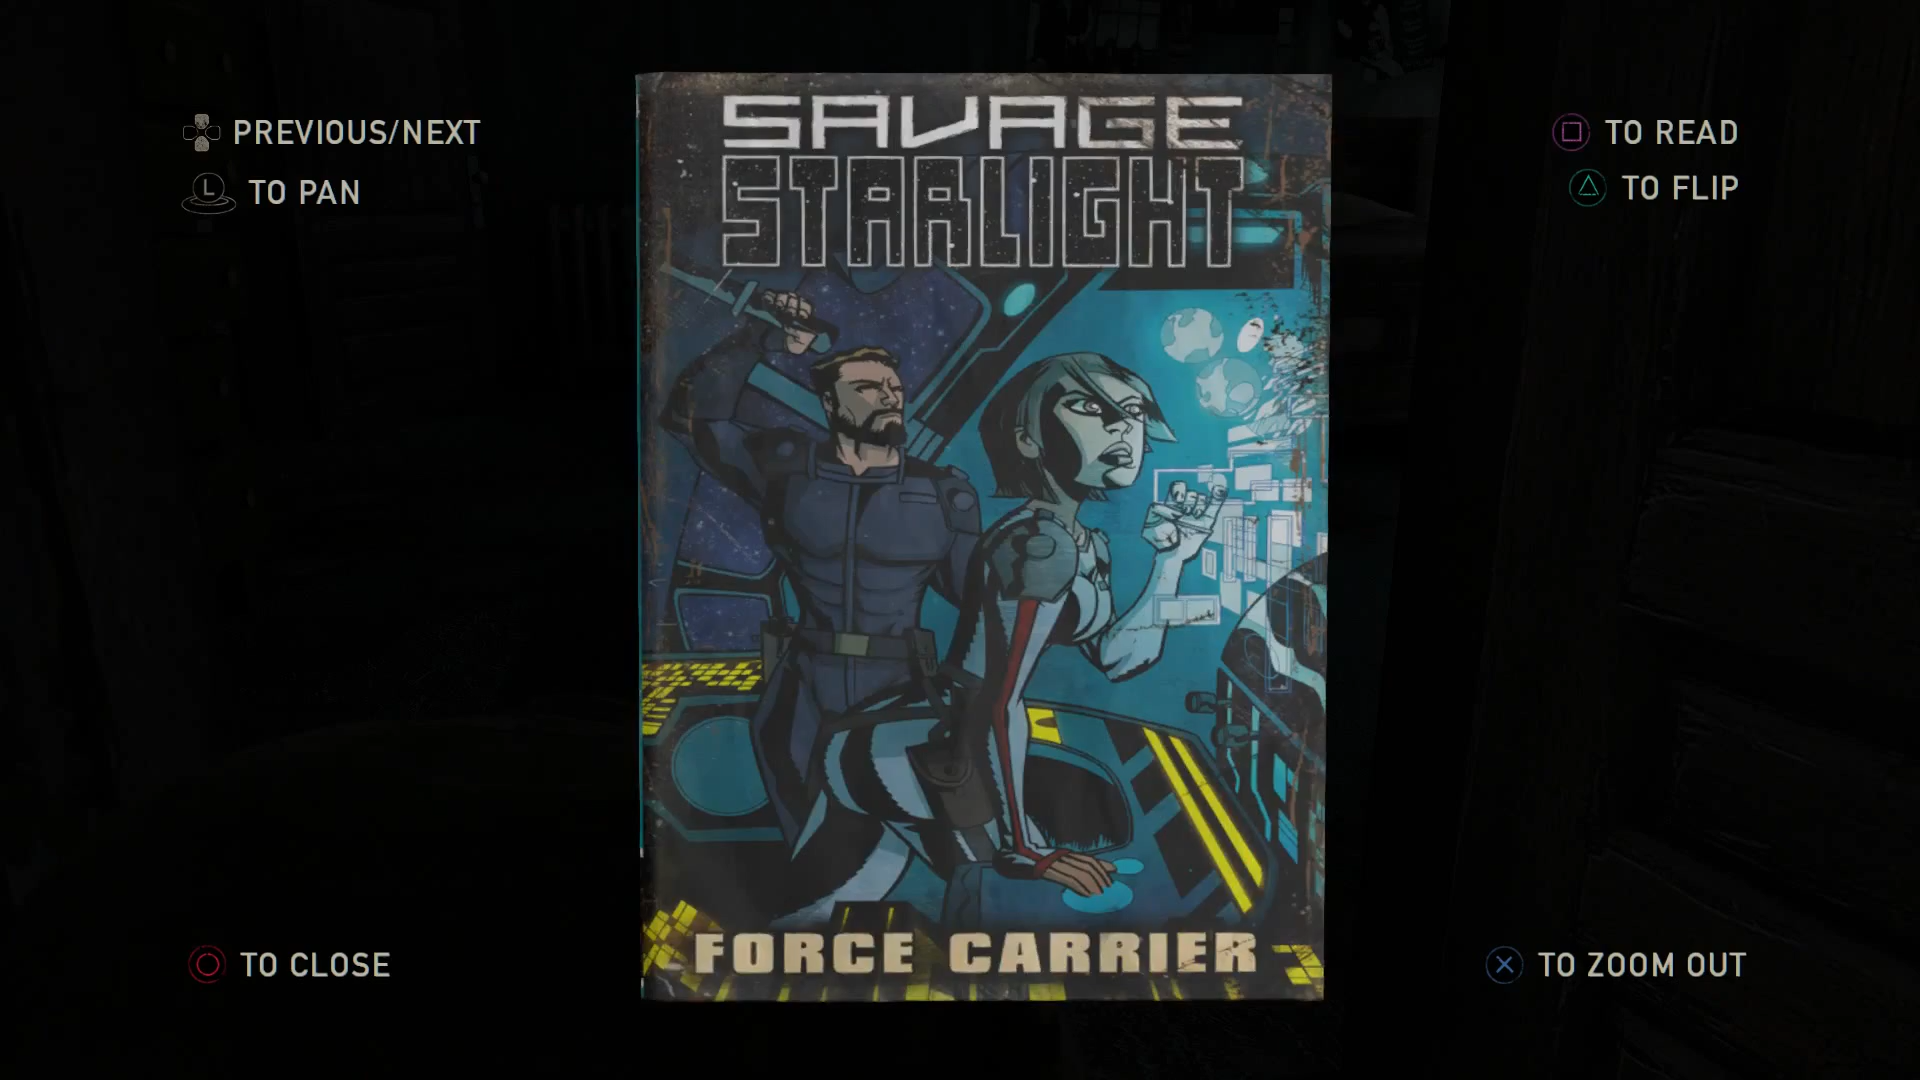 PREVIOUS/NEXT
L TO PAN
SAVAGE
STARLIGHT
TO READ
TO FLIP
FORCE CARRIER
TO CLOSE
TO ZOOM OUT